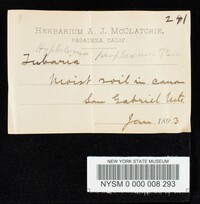 241
HERBARIUM A. J. McCLATCHIE,
PASADENA, CALIF.
Hypholoma
Tubaria
Moist soil in canon
San Gabriel Mts.
Jan. 1893
NEW YORK STATE MUSEUM
NYSM 0 000 008 293